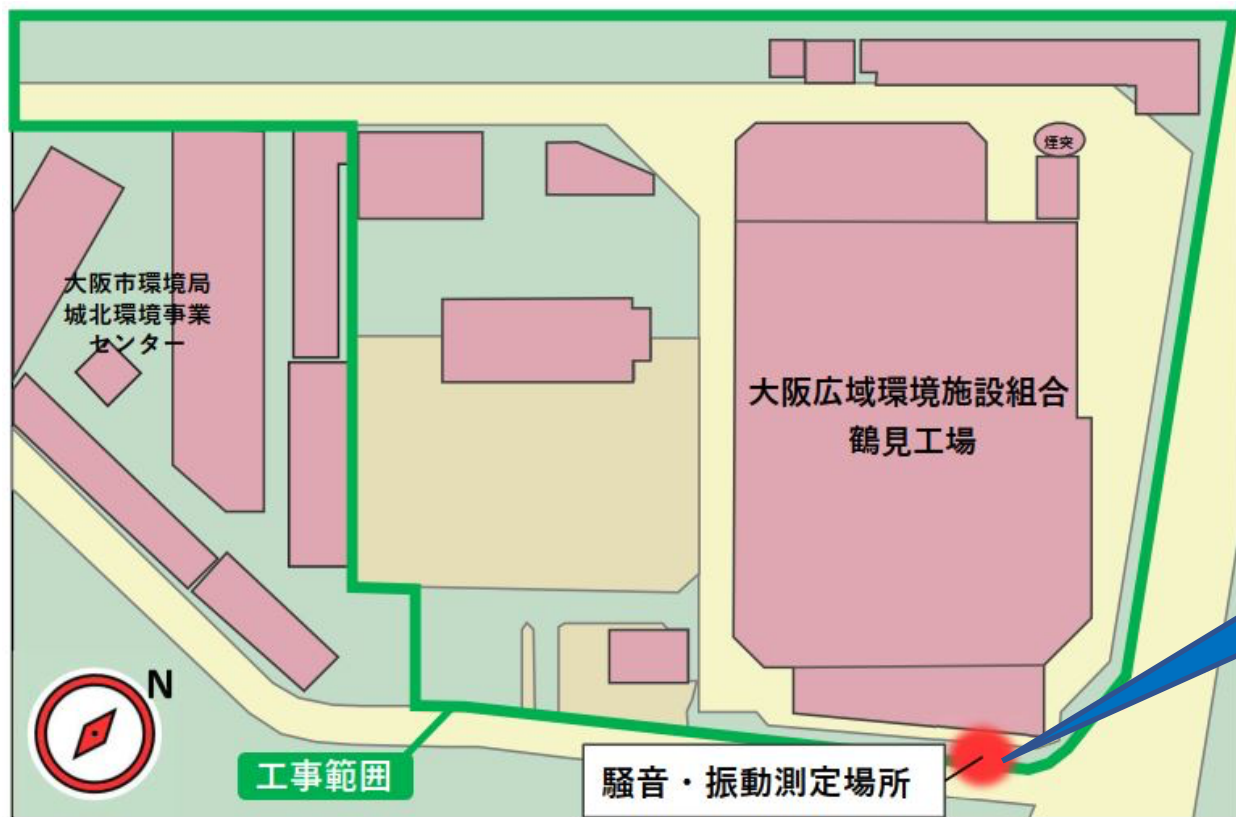 煙突
大阪市環境局
城北環境事業
センター
大阪広域環境施設組合
鶴見工場
N
工事範囲
騒音・振動測定場所